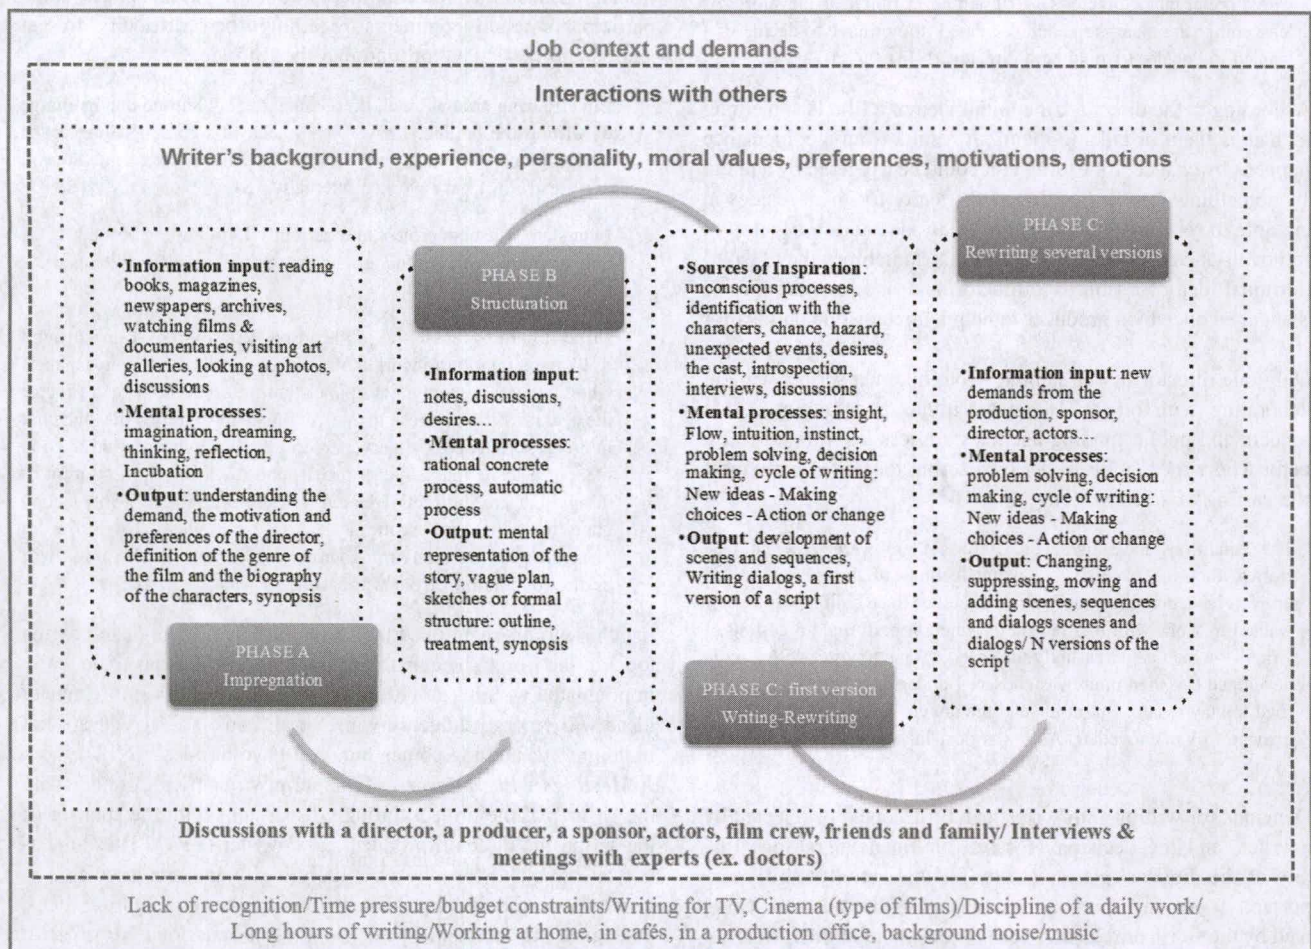 Job context and demands
Interactions with others
Writer's background, experience, personality, moral values, preferences, motivations, emotions
•Information input: reading
books, magazines,
newspapers, archives,
watching films &
documentaries, visiting art
galleries, looking at photos,
discussions
•Mental processes:
imagination, dreaming,
thinking, reflection,
Incubation
•Output: understanding the
demand, the motivation and
preferences of the director,
definition of the genre of
the film and the biography
of the characters, synopsis
PHASE A
Impregnation
PHASE B
Structuration
•Information input:
notes, discussions,
desires…
•Mental processes:
rational concrete
process, automatic
process
•Output: mental
representation of the
story, vague plan,
sketches or formal
structure: outline,
treatment, synopsis
•Sources of Inspiration:
unconscious processes,
identification with the
characters, chance, hazard,
unexpected events, desires,
the cast, introspection,
interviews, discussions
•Mental processes: insight,
Flow, intuition, instinct,
problem solving, decision
making, cycle of writing:
New ideas - Making
choices - Action or change
•Output: development of
scenes and sequences,
Writing dialogs, a first
version of a script
PHASE C: first version
Writing-Rewriting
PHASE C:
Rewriting several versions
•Information input: new
demands from the
production, sponsor,
director, actors…
•Mental processes:
problem solving, decision
making, cycle of writing:
New ideas - Making
choices - Action or change
•Output: Changing,
suppressing, moving and
adding scenes, sequences
and dialogs scenes and
dialogs/ N versions of the
script
Discussions with a director, a producer, a sponsor, actors, film crew, friends and family/ Interviews &
meetings with experts (ex. doctors)
Lack of recognition/Time pressure/budget constraints/Writing for TV, Cinema (type of films)/Discipline of a daily work/
Long hours of writing/Working at home, in cafés, in a production office, background noise/music